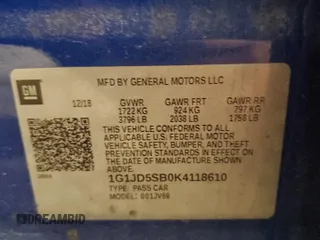 GM
MFD BY GENERAL MOTORS LLC
12/18 GVWR GAWR FRT GAWR RR
1722 KG 924 KG 797 KG
3796 LB 2038 LB 1758 LB
THIS VEHICLE CONFORMS TO ALL
APPLICABLE U.S. FEDERAL MOTOR
VEHICLE SAFETY, BUMPER, AND
THEFT PREVENTION STANDARDS IN
EFFECT ON THE DATE OF
MANUFACTURE SHOWN ABOVE.
1G1JD5SB0K4118610
TYPE: PASS CAR
MODEL:
DREAMBID